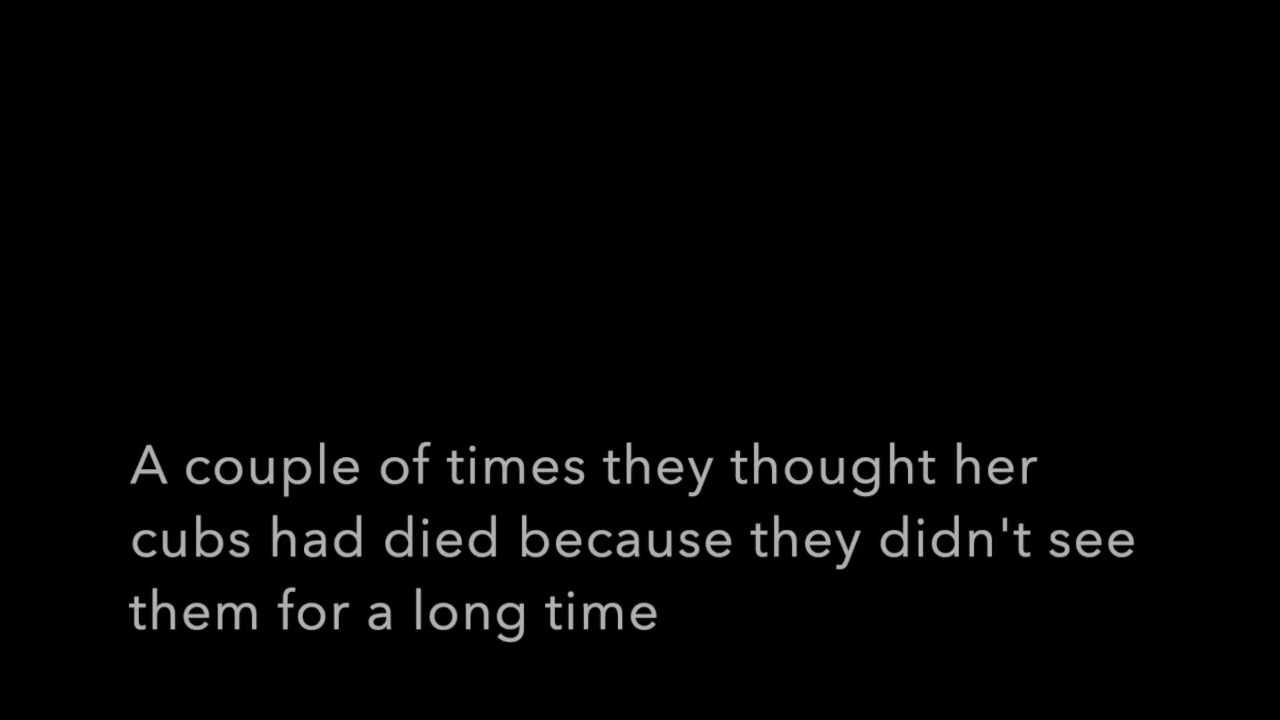 A couple of times they thought her
cubs had died because they didn't see
them for a long time